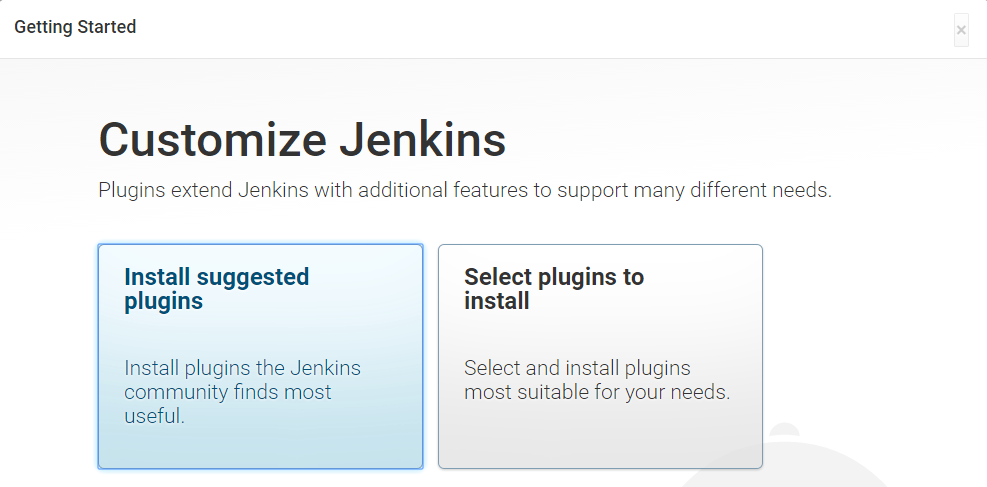 Getting Started
×
Customize Jenkins
Plugins extend Jenkins with additional features to support many different needs.
Install suggested
plugins
Install plugins the Jenkins
community finds most
useful.
Select plugins to
install
Select and install plugins
most suitable for your needs.